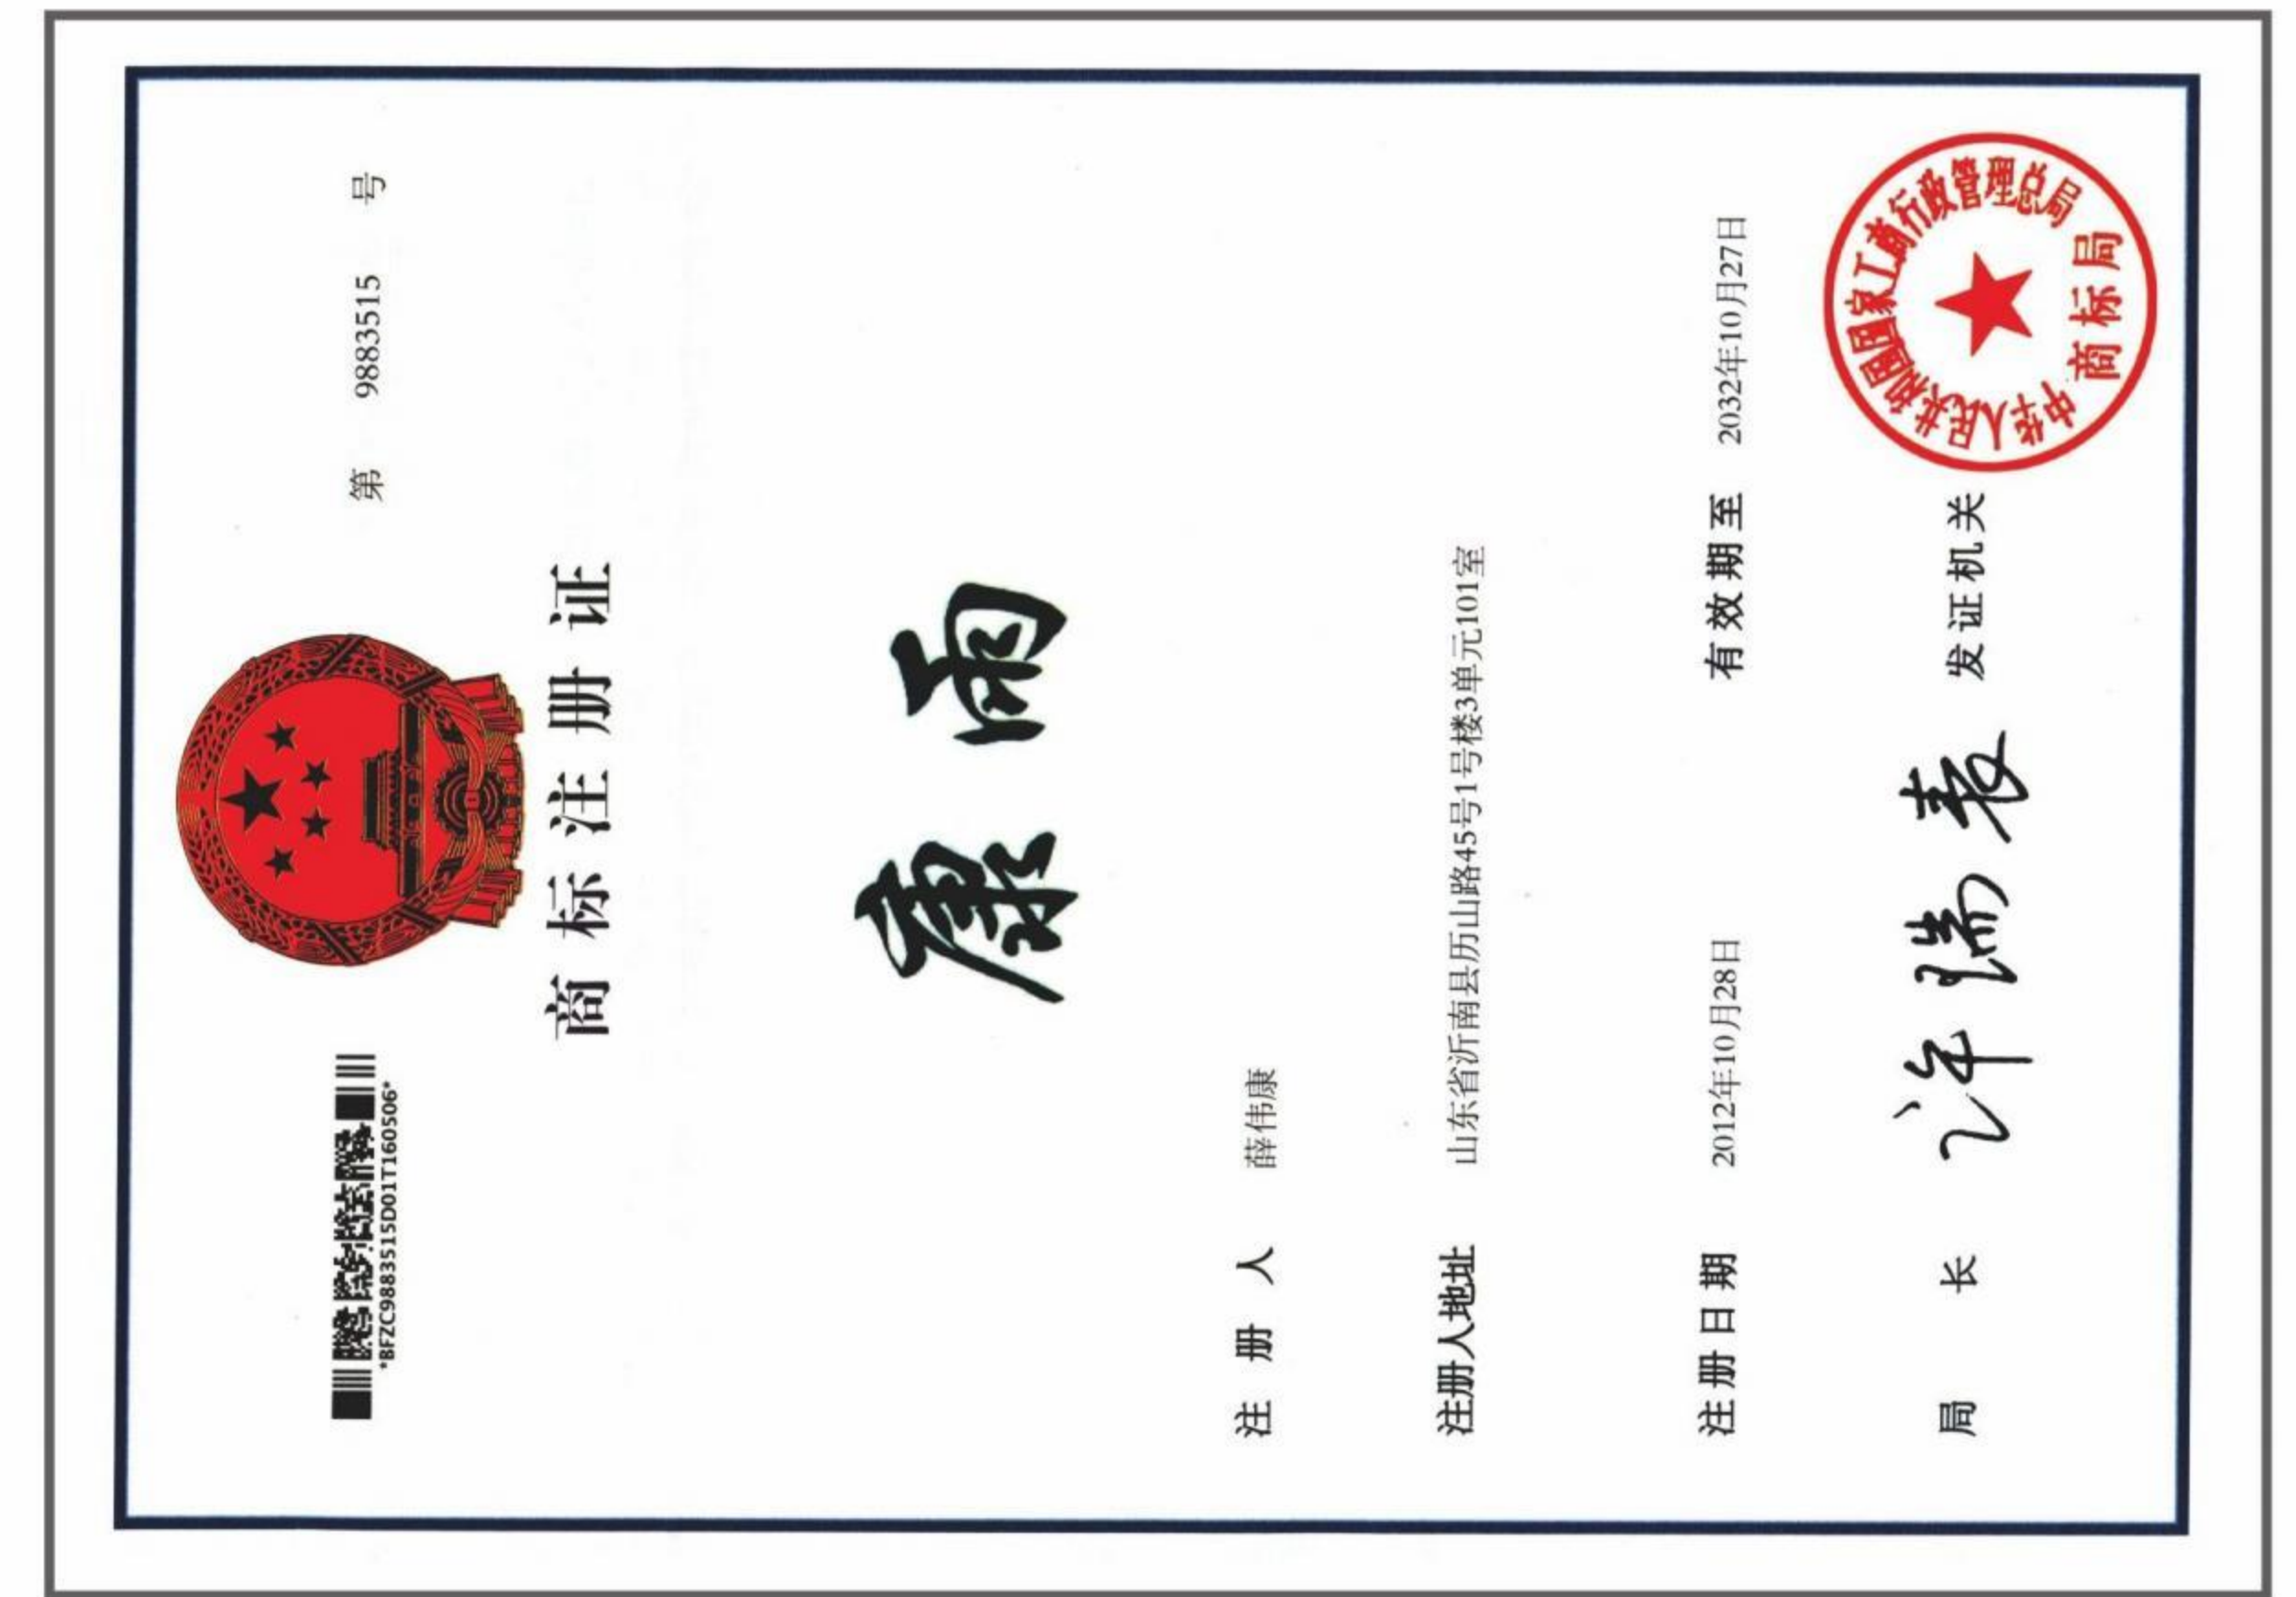 第 9883515 号
*BFZC9883515D01T160506*
商标注册证
康雨
注册人 薛伟康
注册人地址 山东省沂南县历山路45号1号楼3单元101室
注册日期 2012年10月28日 有效期至 2032年10月27日
局长 许瑞表 发证机关
中华人民共和国国家工商行政管理总局
商标局